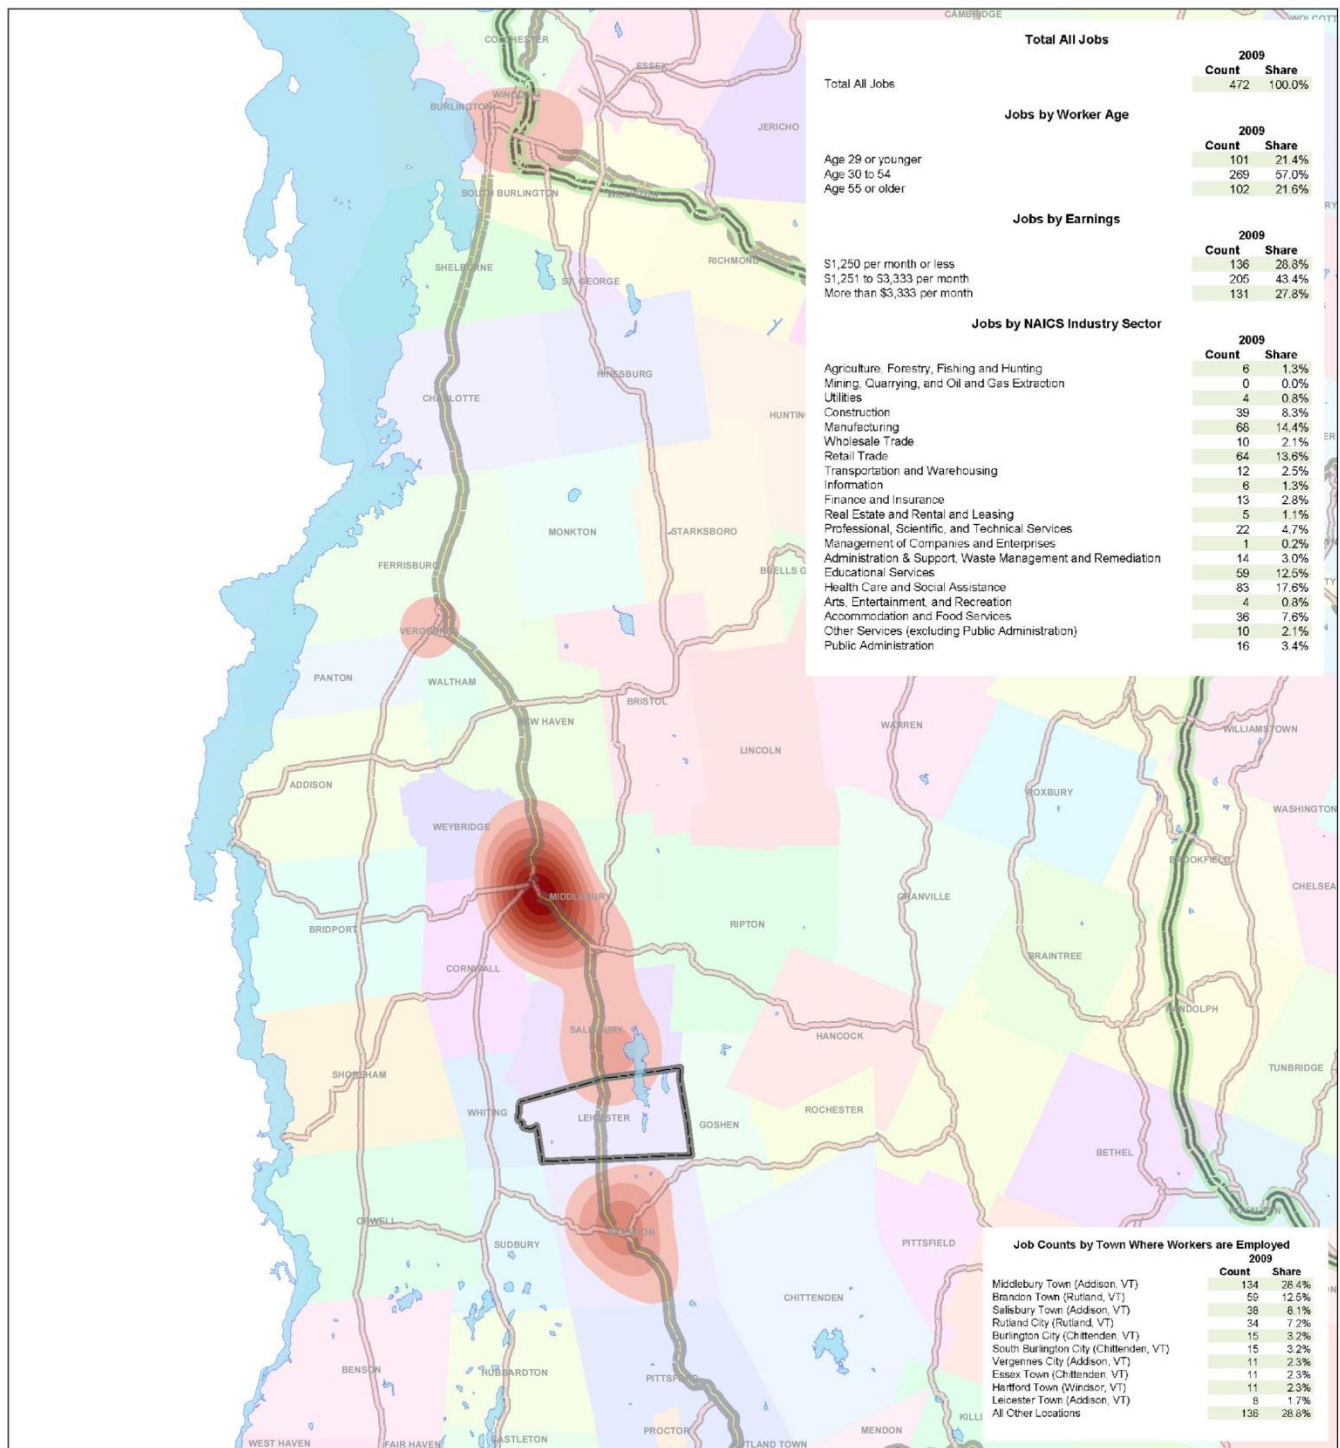 CAMBRIDGE
WOLCOTT
COLCHESTER
ESSEX
WINOOSKI
BURLINGTON
JERICHO
SOUTH BURLINGTON
WILLISTON
RICHMOND
SHELBURNE
ST. GEORGE
HINESBURG
CHARLOTTE
HUNTING
MONKTON
STARKSBORO
FERRISBURG
BUELLS G
VERGENNES
PANTON
WALTHAM
BRISTOL
NEW HAVEN
LINCOLN
WARREN
WILLIAMSTOWN
ADDISON
ROXBURY
WASHINGTON
WEYBRIDGE
BROOKFIELD
CHELSEA
MIDDLEBURY
GRANVILLE
BRIDPORT
RIPTON
CORNWALL
BRAINTREE
RANDOLPH
SALISBURY
HANCOCK
SHOREHAM
TUNBRIDGE
WHITING
LEICESTER
ROCHESTER
GOSHEN
BETHEL
ORWELL
BRANDON
SUDBURY
PITTSFIELD
CHITTENDEN
BENSON
HUBBARDTON
PITTSFORD
PROCTOR
MENDON
KILLI
WEST HAVEN
FAIR HAVEN
CASTLETON
RUTLAND TOWN
Total All Jobs
2009
Count Share
Total All Jobs 472 100.0%
Jobs by Worker Age
2009
Count Share
Age 29 or younger 101 21.4%
Age 30 to 54 269 57.0%
Age 55 or older 102 21.6%
Jobs by Earnings
2009
Count Share
$1,250 per month or less 136 28.8%
$1,251 to $3,333 per month 205 43.4%
More than $3,333 per month 131 27.8%
Jobs by NAICS Industry Sector
2009
Count Share
Agriculture, Forestry, Fishing and Hunting 6 1.3%
Mining, Quarrying, and Oil and Gas Extraction 0 0.0%
Utilities 4 0.8%
Construction 39 8.3%
Manufacturing 68 14.4%
Wholesale Trade 10 2.1%
Retail Trade 64 13.6%
Transportation and Warehousing 12 2.5%
Information 6 1.3%
Finance and Insurance 13 2.8%
Real Estate and Rental and Leasing 5 1.1%
Professional, Scientific, and Technical Services 22 4.7%
Management of Companies and Enterprises 1 0.2%
Administration & Support, Waste Management and Remediation 14 3.0%
Educational Services 59 12.5%
Health Care and Social Assistance 83 17.6%
Arts, Entertainment, and Recreation 4 0.8%
Accommodation and Food Services 36 7.6%
Other Services (excluding Public Administration) 10 2.1%
Public Administration 16 3.4%
Job Counts by Town Where Workers are Employed
2009
Count Share
Middlebury Town (Addison, VT) 134 28.4%
Brandon Town (Rutland, VT) 59 12.5%
Salisbury Town (Addison, VT) 38 8.1%
Rutland City (Rutland, VT) 34 7.2%
Burlington City (Chittenden, VT) 15 3.2%
South Burlington City (Chittenden, VT) 15 3.2%
Vergennes City (Addison, VT) 11 2.3%
Essex Town (Chittenden, VT) 11 2.3%
Hartford Town (Windsor, VT) 11 2.3%
Leicester Town (Addison, VT) 8 1.7%
All Other Locations 136 28.8%